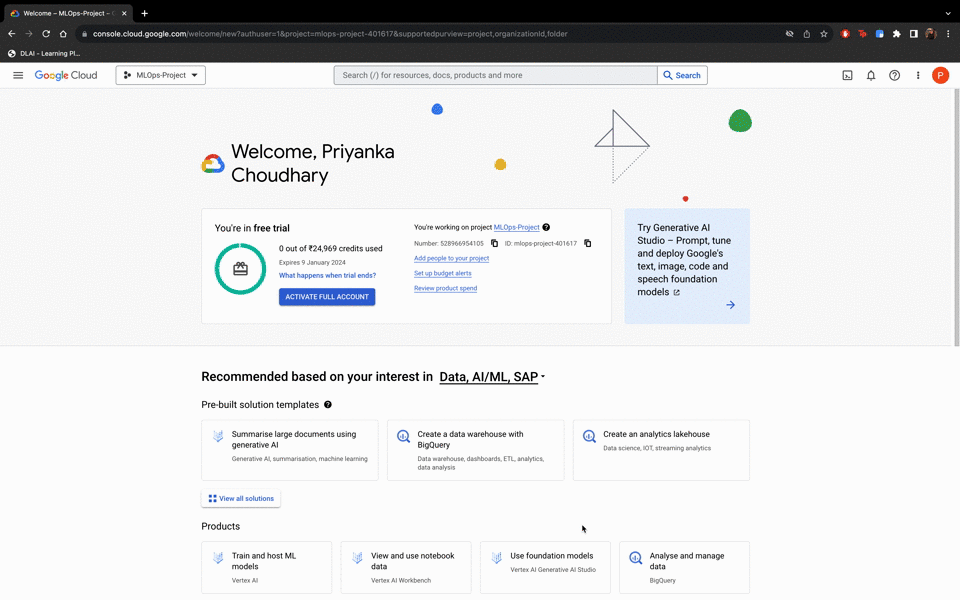 Welcome – MLOps-Project –
console.cloud.google.com/welcome/new?authuser=1&project=mlops-project-401617&supportedpurview=project,organizationId,folder
DLAI - Learning Pl...
Google Cloud
MLOps-Project
Search (/) for resources, docs, products and more
Search
P
Welcome, Priyanka
Choudhary
You're in free trial
0 out of ₹24,969 credits used
Expires 9 January 2024
What happens when trial ends?
ACTIVATE FULL ACCOUNT
You're working on project MLOps-Project
Number: 528966954105 ID: mlops-project-401617
Add people to your project
Set up budget alerts
Review product spend
Try Generative AI
Studio – Prompt, tune
and deploy Google's
text, image, code and
speech foundation
models
Recommended based on your interest in Data, AI/ML, SAP
Pre-built solution templates
Summarise large documents using
generative AI
Generative AI, summarisation, machine learning
Create a data warehouse with
BigQuery
Data warehouse, dashboards, ETL, analytics,
data analysis
Create an analytics lakehouse
Data science, IOT, streaming analytics
View all solutions
Products
Train and host ML
models
Vertex AI
View and use notebook
data
Vertex AI Workbench
Use foundation models
Vertex AI Generative AI Studio
Analyse and manage
data
BigQuery